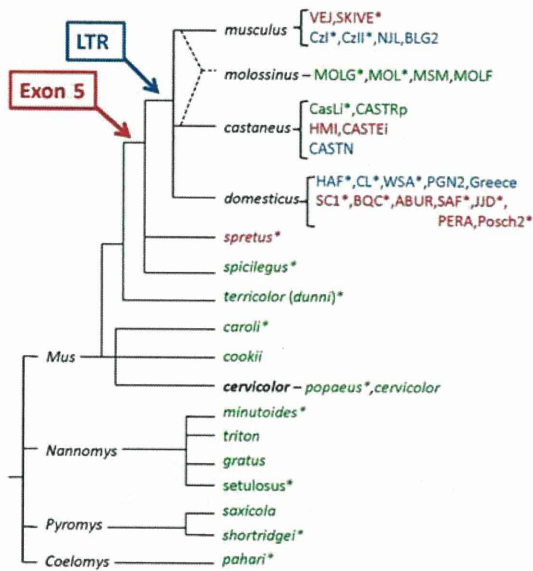 VEJ,SKIVE*
musculus
CzI*,CzII*,NJL,BLG2
LTR
molossinus – MOLG*,MOL*,MSM,MOLF
Exon 5
CasLi*,CASTRp
castaneus
HMI,CASTEi
CASTN
HAF*,CL*,WSA*,PGN2,Greece
domesticus
SC1*,BQC*,ABUR,SAF*,JJD*,
PERA,Posch2*
spretus*
spicilegus*
terricolor (dunni)*
caroli*
Mus
cookii
cervicolor – popaeus*,cervicolor
minutoides*
triton
Nannomys
gratus
setulosus*
saxicola
Pyromys
shortridgei*
Coelomys
pahari*